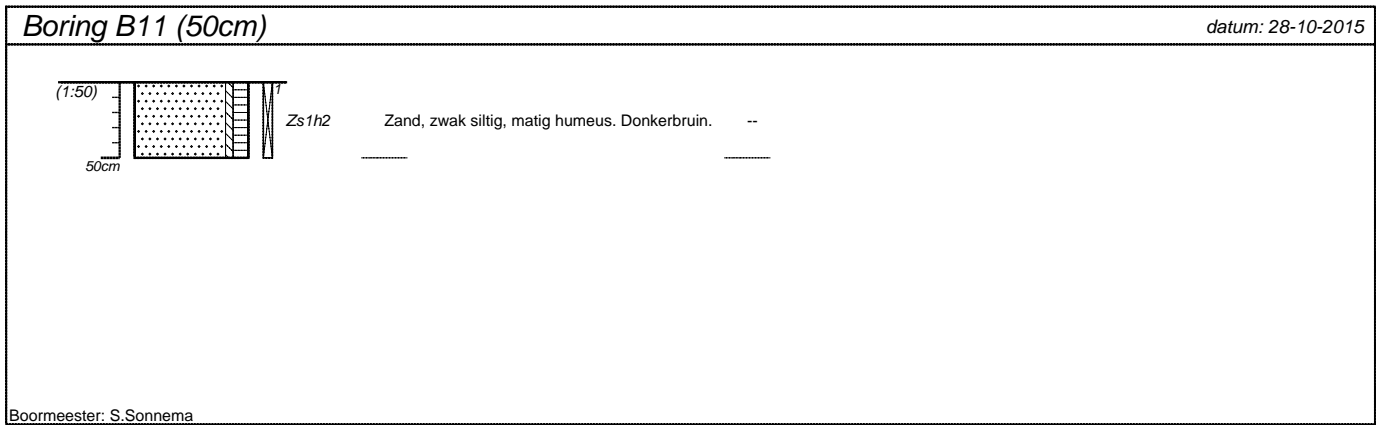 Boring B11 (50cm)
datum: 28-10-2015
(1:50)
1
Zs1h2
Zand, zwak siltig, matig humeus. Donkerbruin.
--
50cm
Boormeester: S.Sonnema